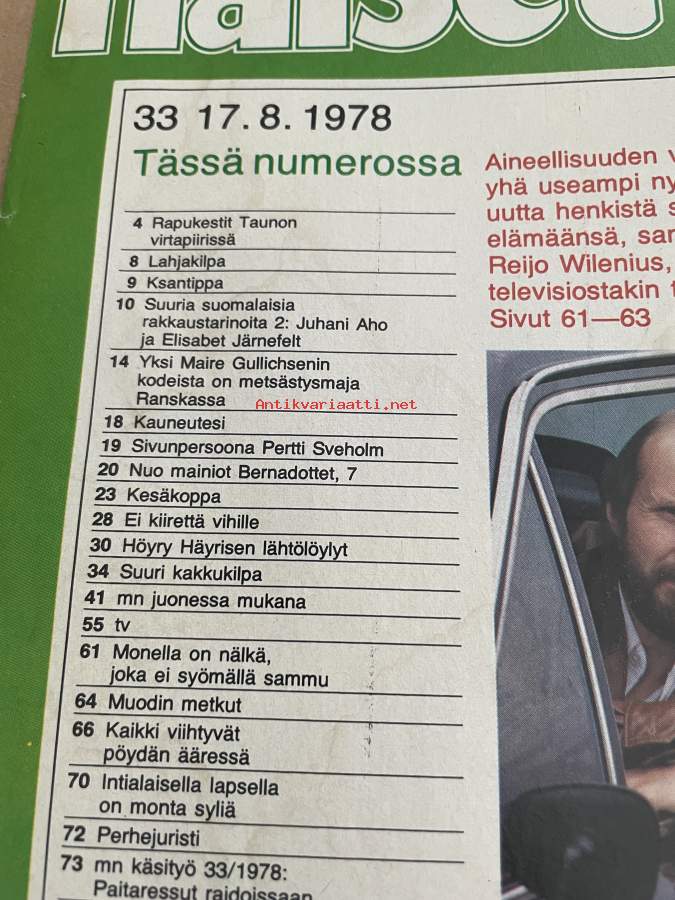 33 17.8.1978
Tässä numerossa
4 Rapukestit Taunon
virtapiirissä
8 Lahjakilpa
9 Ksantippa
10 Suuria suomalaisia
rakkaustarinoita 2: Juhani Aho
ja Elisabet Järnefelt
14 Yksi Maire Gullichsenin
kodeista on metsästysmaja
Ranskassa
18 Kauneutesi
19 Sivunpersoona Pertti Sveholm
20 Nuo mainiot Bernadottet, 7
23 Kesäkoppa
28 Ei kiirettä vihille
30 Höyry Häyrisen lähtölöylyt
34 Suuri kakkukilpa
41 mn juonessa mukana
55 tv
61 Monella on nälkä,
joka ei syömällä sammu
64 Muodin metkut
66 Kaikki viihtyvät
pöydän ääressä
70 Intialaisella lapsella
on monta syliä
72 Perhejuristi
73 mn käsityö 33/1978:
Paitaressut raidoissaan
Aineellisuuden
yhä useampi ny
uutta henkistä s
elämäänsä, sar
Reijo Wilenius,
televisiostakin t
Sivut 61—63
Antikvariaatti.net